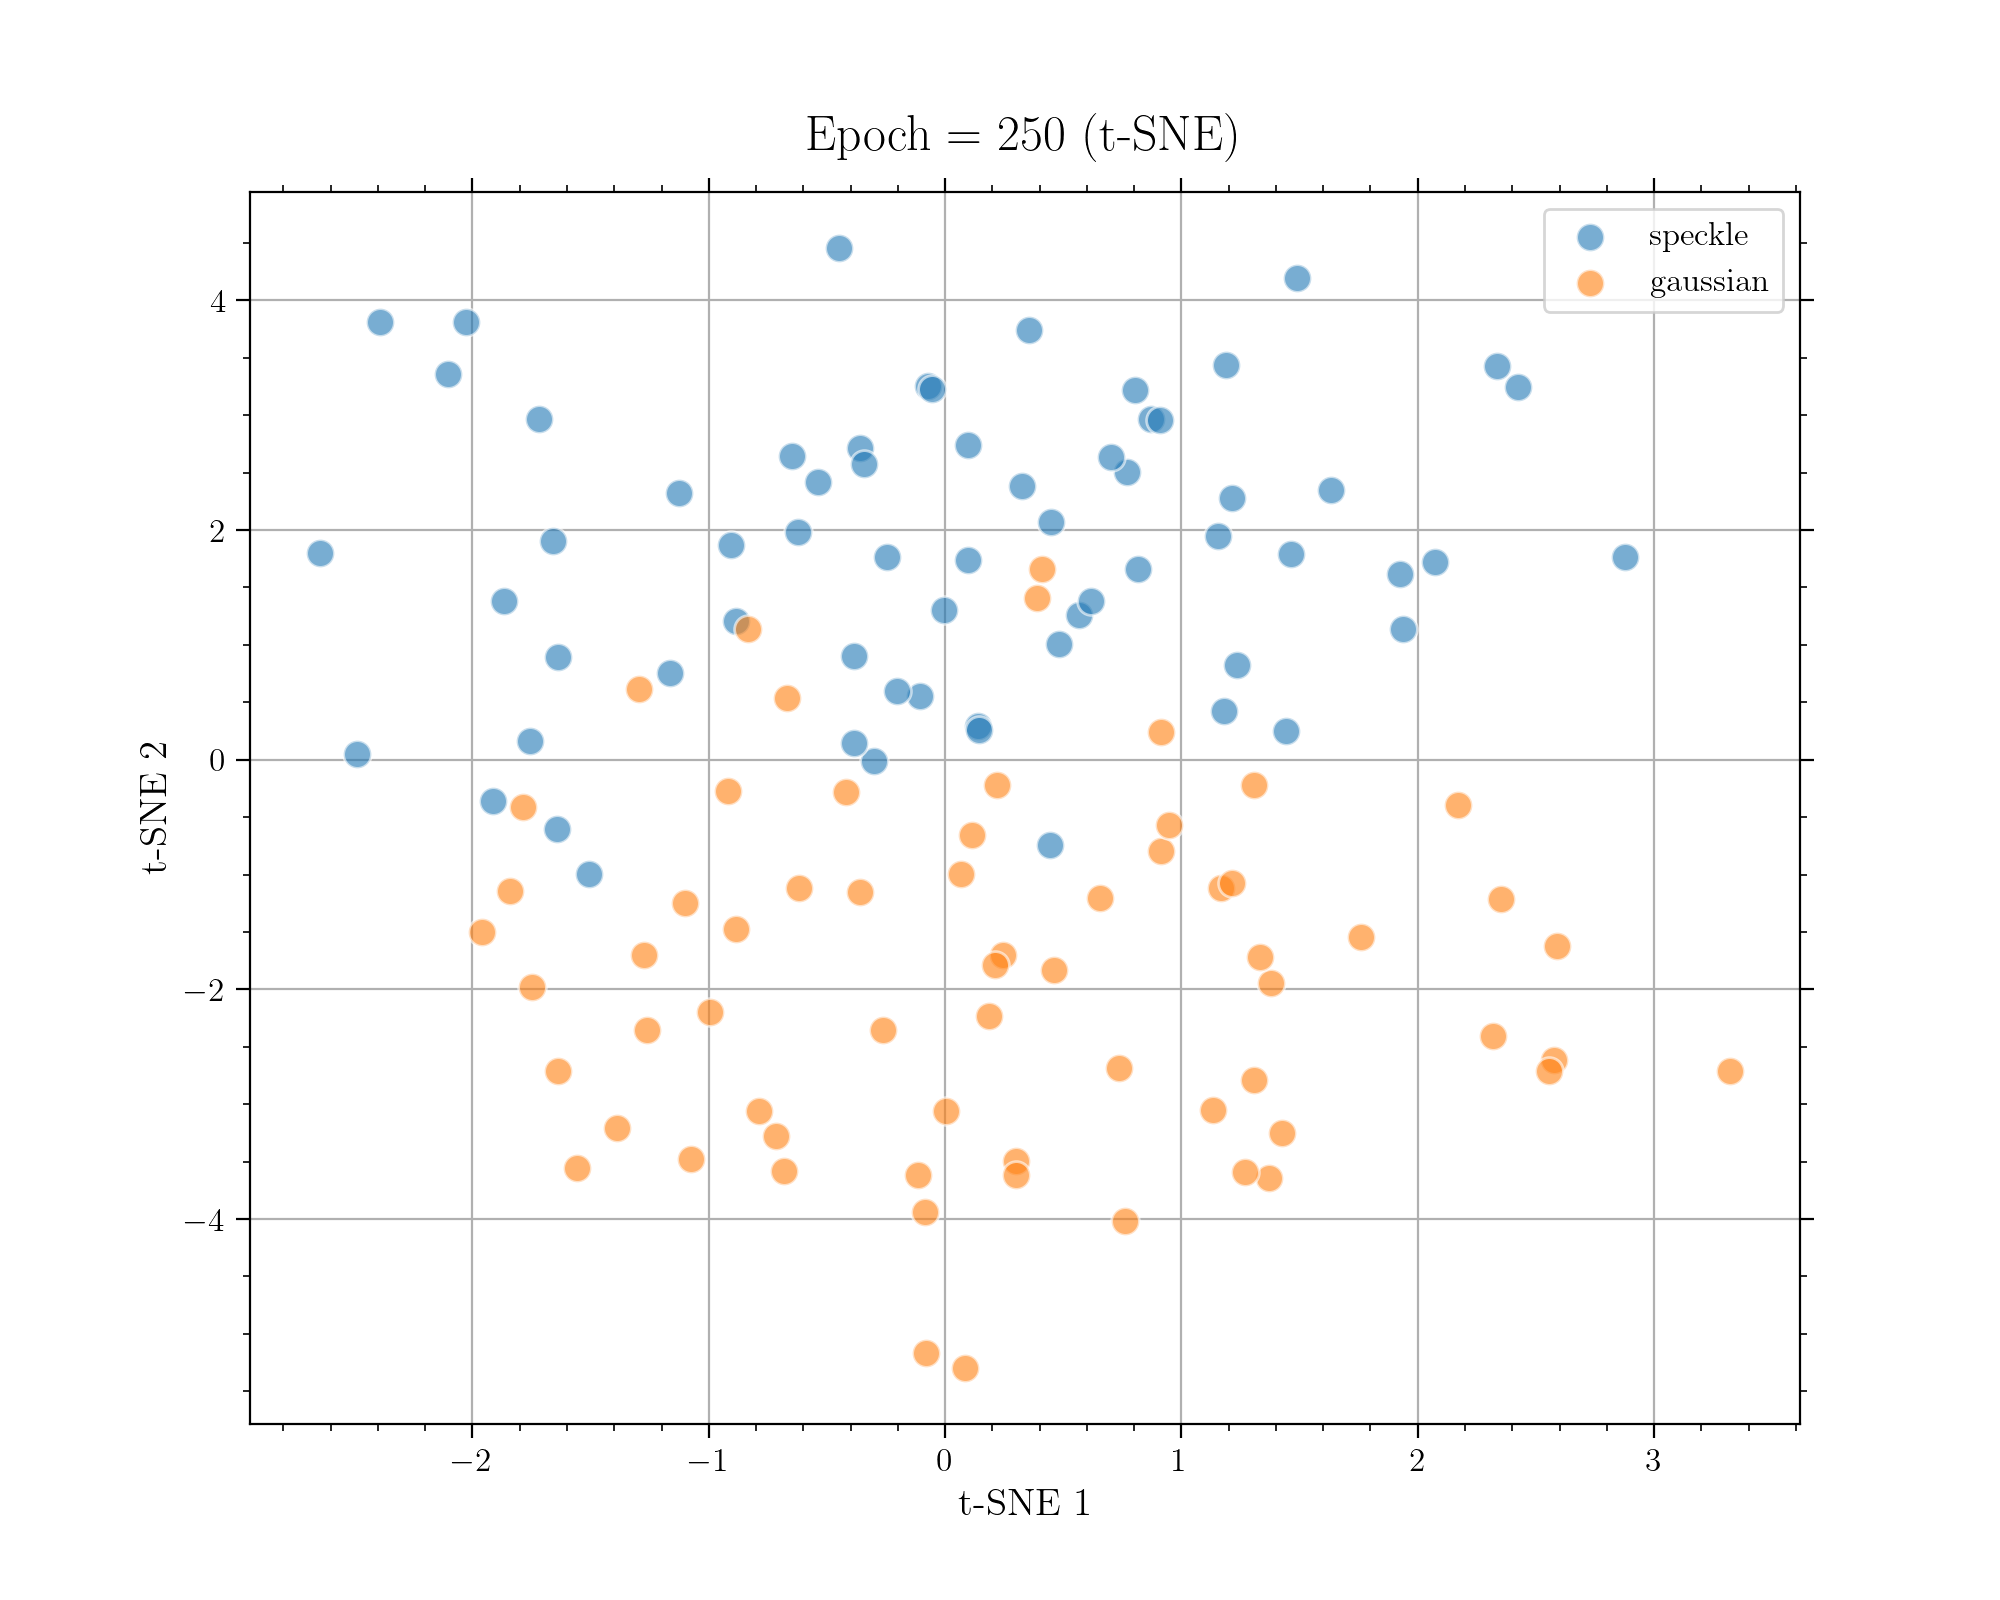 Epoch = 250 (t-SNE)
speckle
gaussian
4
2
0
−2
−4
t-SNE 2
−2
−1
0
1
2
3
t-SNE 1